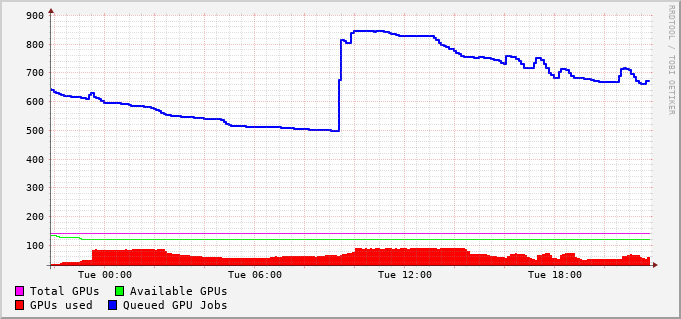 900
800
700
600
500
400
300
200
100
Tue 00:00 Tue 06:00 Tue 12:00 Tue 18:00
Total GPUs Available GPUs
GPUs used Queued GPU Jobs
RRDTOOL / TOBI OETIKER